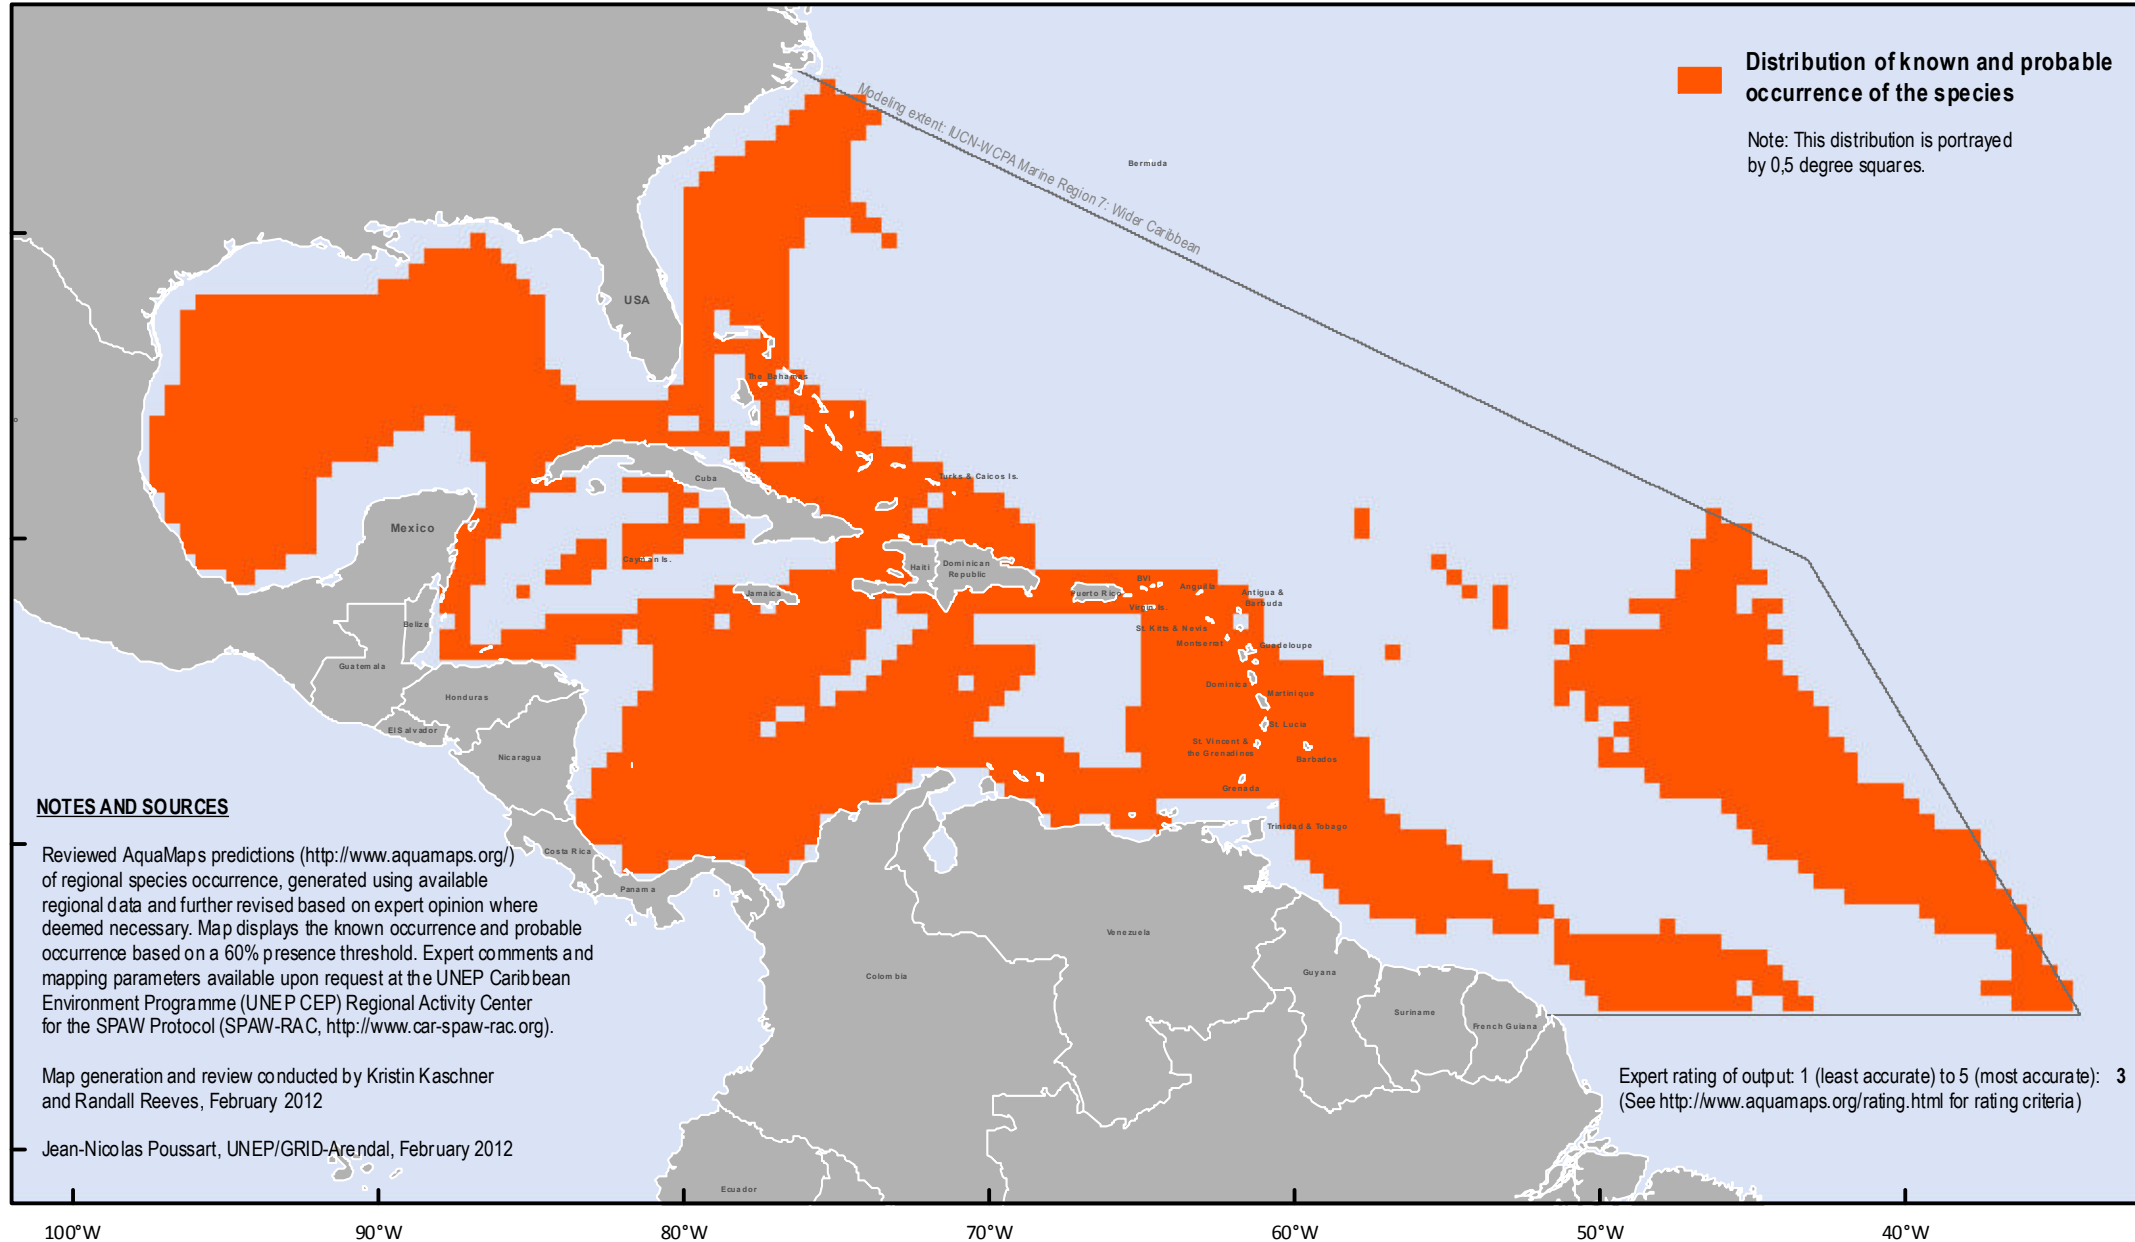 Distribution of known and probable
occurrence of the species
Note: This distribution is portrayed
by 0,5 degree squares.
Modeling extent: IUCN-WCPA Marine Region 7: Wider Caribbean
Bermuda
USA
The Bahamas
Turks & Caicos Is.
Cuba
Mexico
Cayman Is.
Haiti
Dominican
Republic
Jamaica
Puerto Rico
BVI
Virgin Is.
Anguilla
Antigua &
Barbuda
St. Kitts & Nevis
Montserrat
Guadeloupe
Belize
Guatemala
Honduras
El Salvador
Nicaragua
Dominica
Martinique
St. Lucia
St. Vincent &
the Grenadines
Barbados
Grenada
Trinidad & Tobago
Costa Rica
Panama
Venezuela
Colombia
Guyana
Suriname
French Guiana
Ecuador
NOTES AND SOURCES
Reviewed AquaMaps predictions (http://www.aquamaps.org/)
of regional species occurrence, generated using available
regional data and further revised based on expert opinion where
deemed necessary. Map displays the known occurrence and probable
occurrence based on a 60% presence threshold. Expert comments and
mapping parameters available upon request at the UNEP Caribbean
Environment Programme (UNEP CEP) Regional Activity Center
for the SPAW Protocol (SPAW-RAC, http://www.car-spaw-rac.org).
Map generation and review conducted by Kristin Kaschner
and Randall Reeves, February 2012
Jean-Nicolas Poussart, UNEP/GRID-Arendal, February 2012
Expert rating of output: 1 (least accurate) to 5 (most accurate): 3
(See http://www.aquamaps.org/rating.html for rating criteria)
100°W
90°W
80°W
70°W
60°W
50°W
40°W